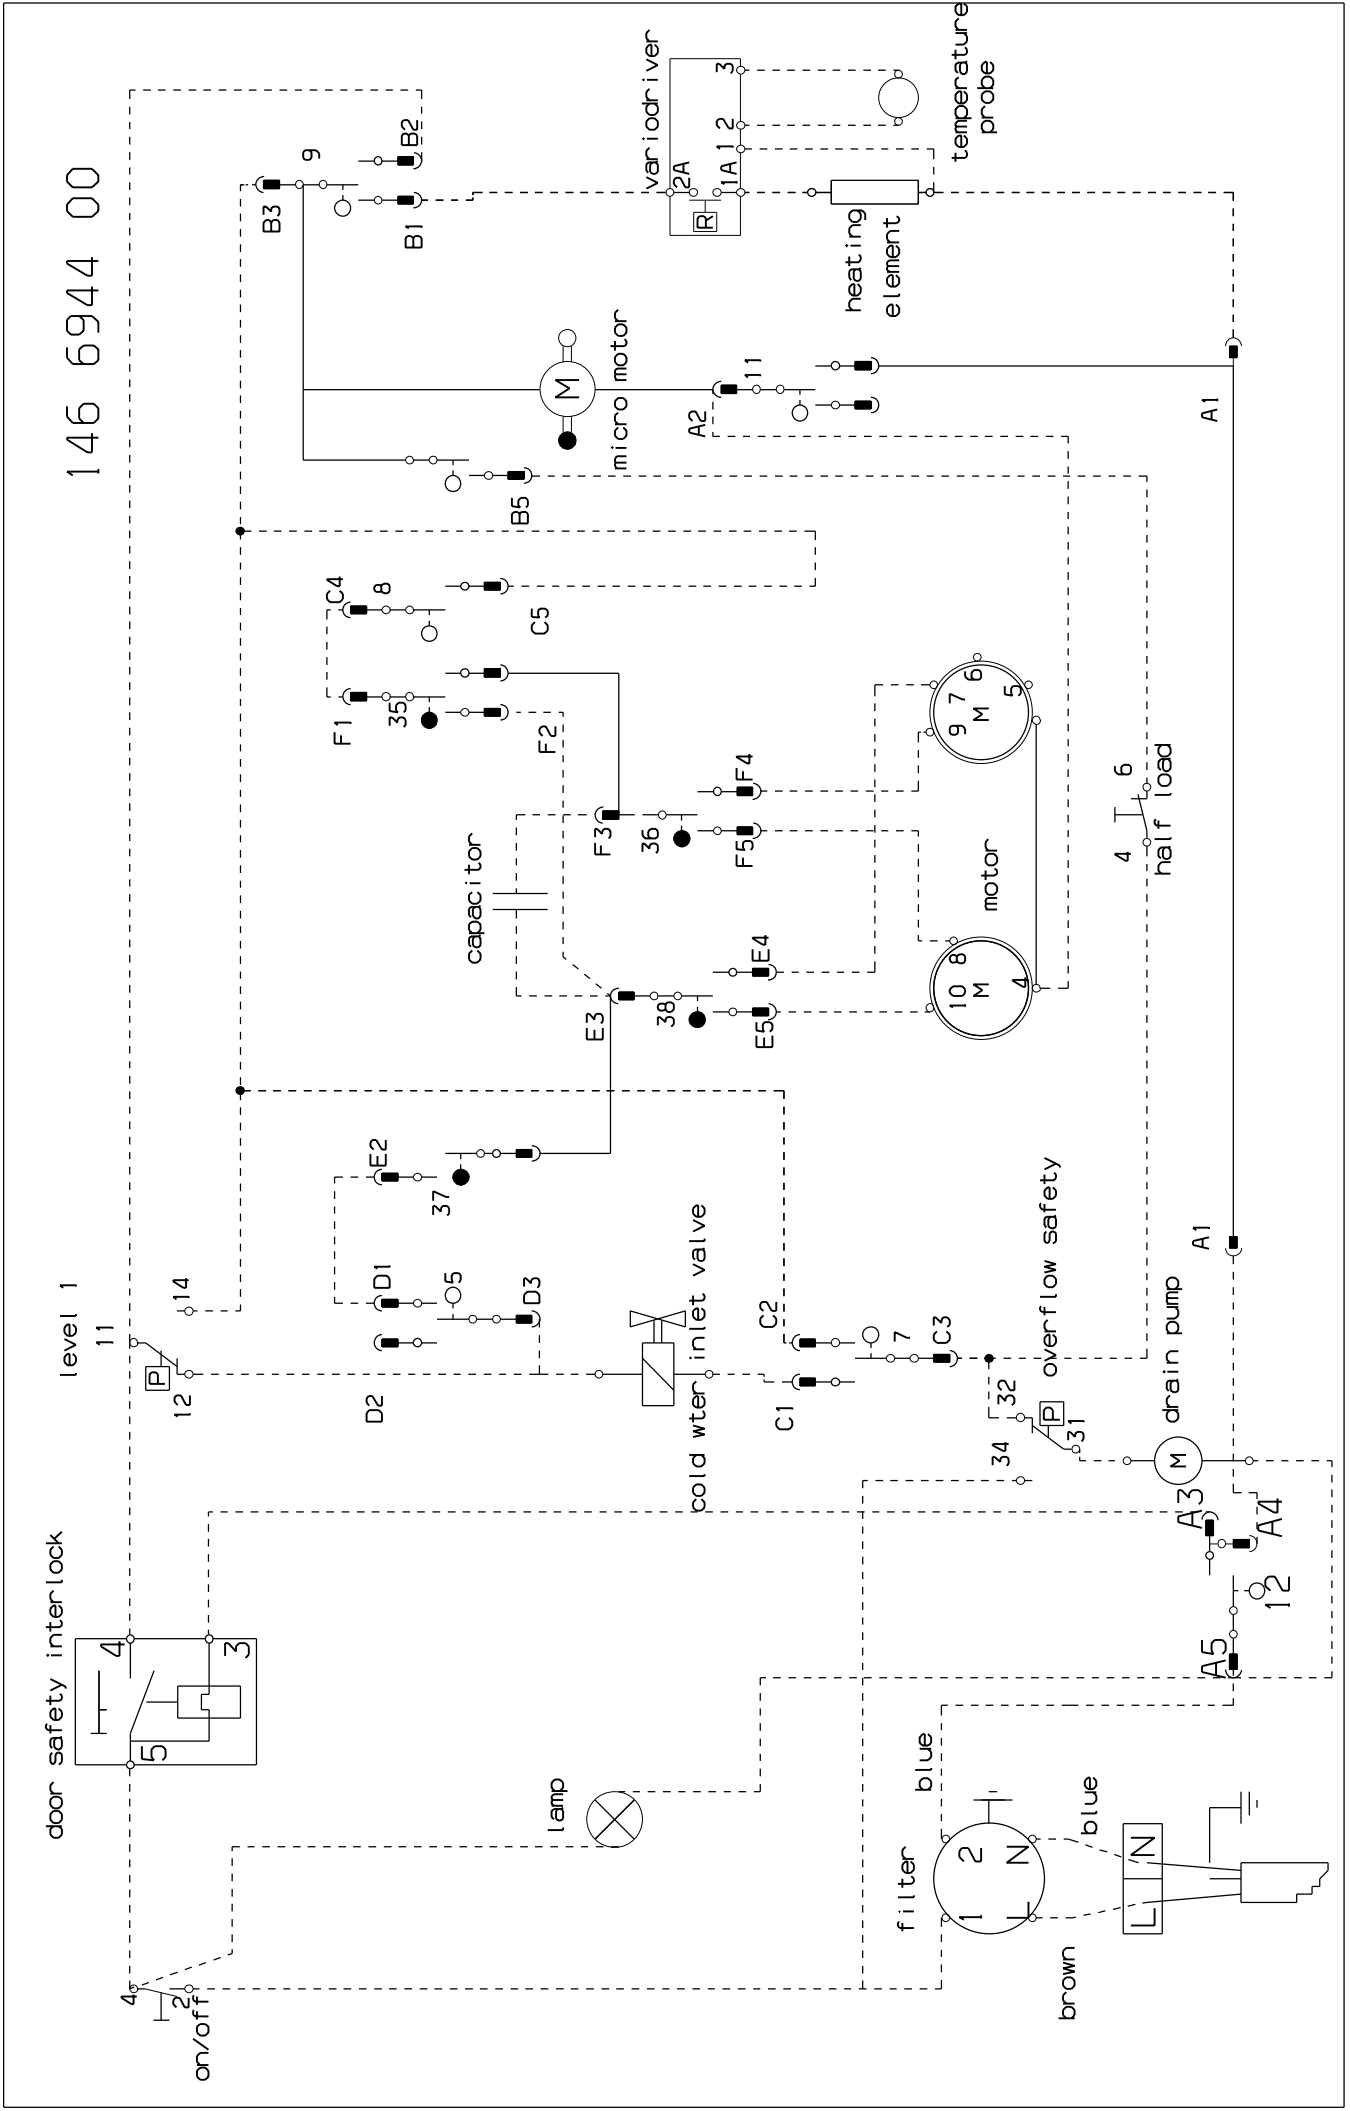 146 6944 00
level 1
11
14
P
12
door safety interlock
4
3
5
4
2
on/off
lamp
filter
blue
1
2
L
N
brown
blue
L
N
A5
12
A3
A4
drain pump
M
A1
34
32
P
31
overflow safety
C3
7
C1
C2
cold wter inlet valve
D2
D1
5
D3
E2
37
E3
38
E5
E4
capacitor
F3
36
F5
F4
F1
35
F2
C4
8
C5
10
8
M
4
motor
9
7
6
M
5
4
6
half load
B5
M
micro motor
A2
11
A1
B3
9
B2
B1
variodriver
2A
1A
1
2
3
R
heating
element
temperature
probe